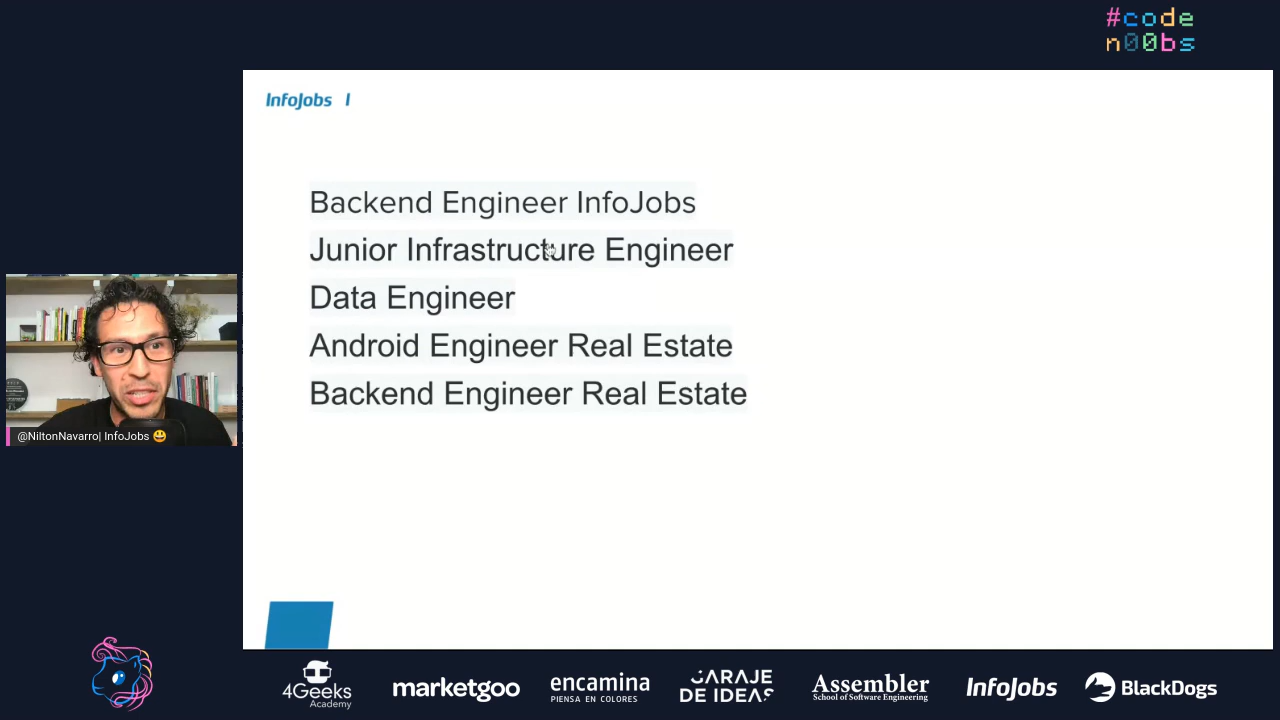 #code
n00bs
InfoJobs
Backend Engineer InfoJobs
Junior Infrastructure Engineer
Data Engineer
Android Engineer Real Estate
Backend Engineer Real Estate
@NiltonNavarro| InfoJobs 😃
4Geeks
Academy
marketgoo
encamina
PIENSA EN COLORES
GARAJE
DE IDEAS
Assembler
School of Software Engineering
InfoJobs
BlackDogs